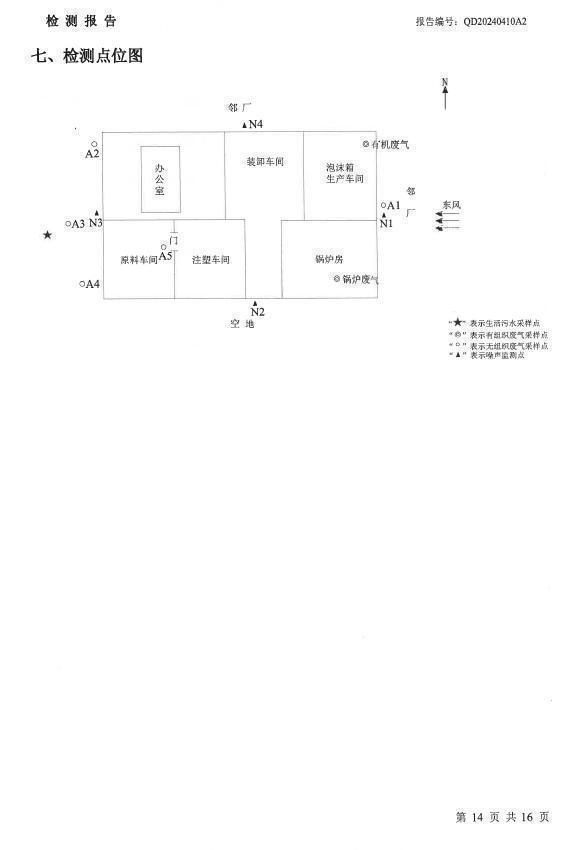 检 测 报 告
报告编号：QD20240410A2
七、检测点位图
N
邻 厂
N4
A2
有机废气
办公室
装卸车间
泡沫箱
生产车间
邻厂
东风
A1
A3
N3
N1
门
A5
原料车间
注塑车间
锅炉房
A4
锅炉废气
N2
空 地
“★” 表示生活污水采样点
“◎” 表示有组织废气采样点
“○” 表示无组织废气采样点
“▲” 表示噪声监测点
第 14 页 共 16 页